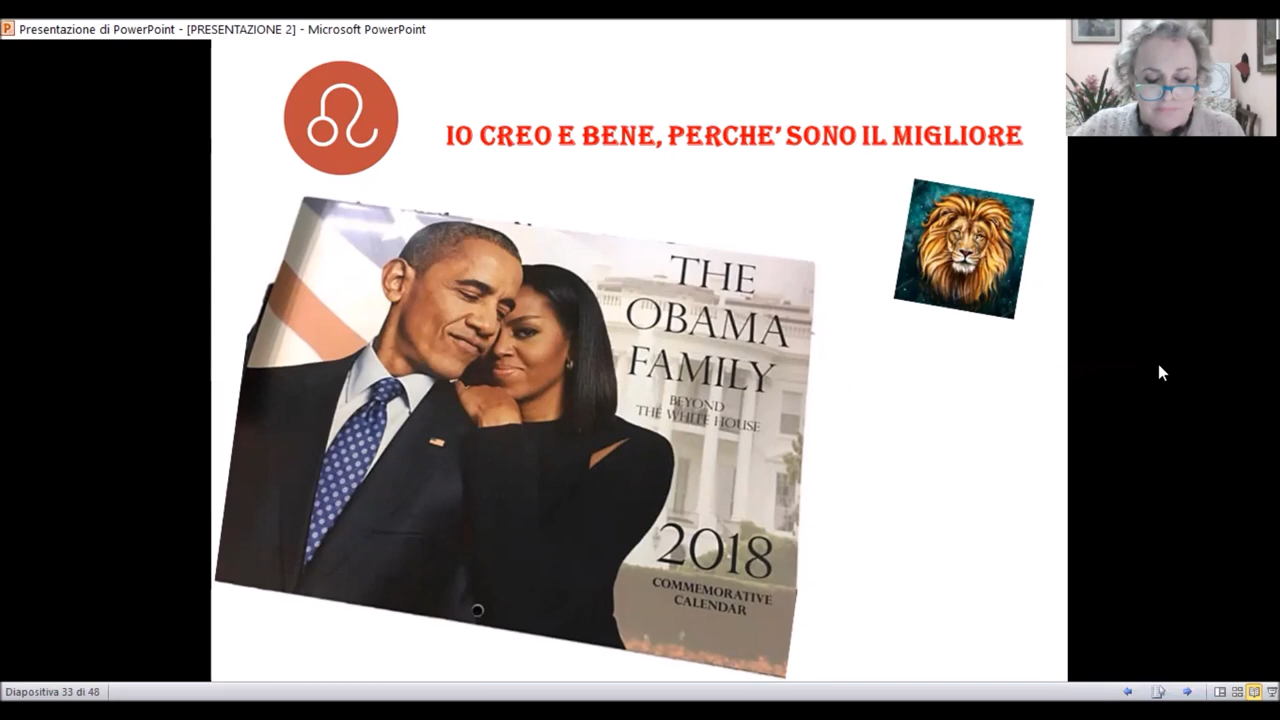 Presentazione di PowerPoint - [PRESENTAZIONE 2] - Microsoft PowerPoint
IO CREO E BENE, PERCHE' SONO IL MIGLIORE
THE
OBAMA
FAMILY
BEYOND
THE WHITE HOUSE
2018
COMMEMORATIVE
CALENDAR
Diapositiva 33 di 48